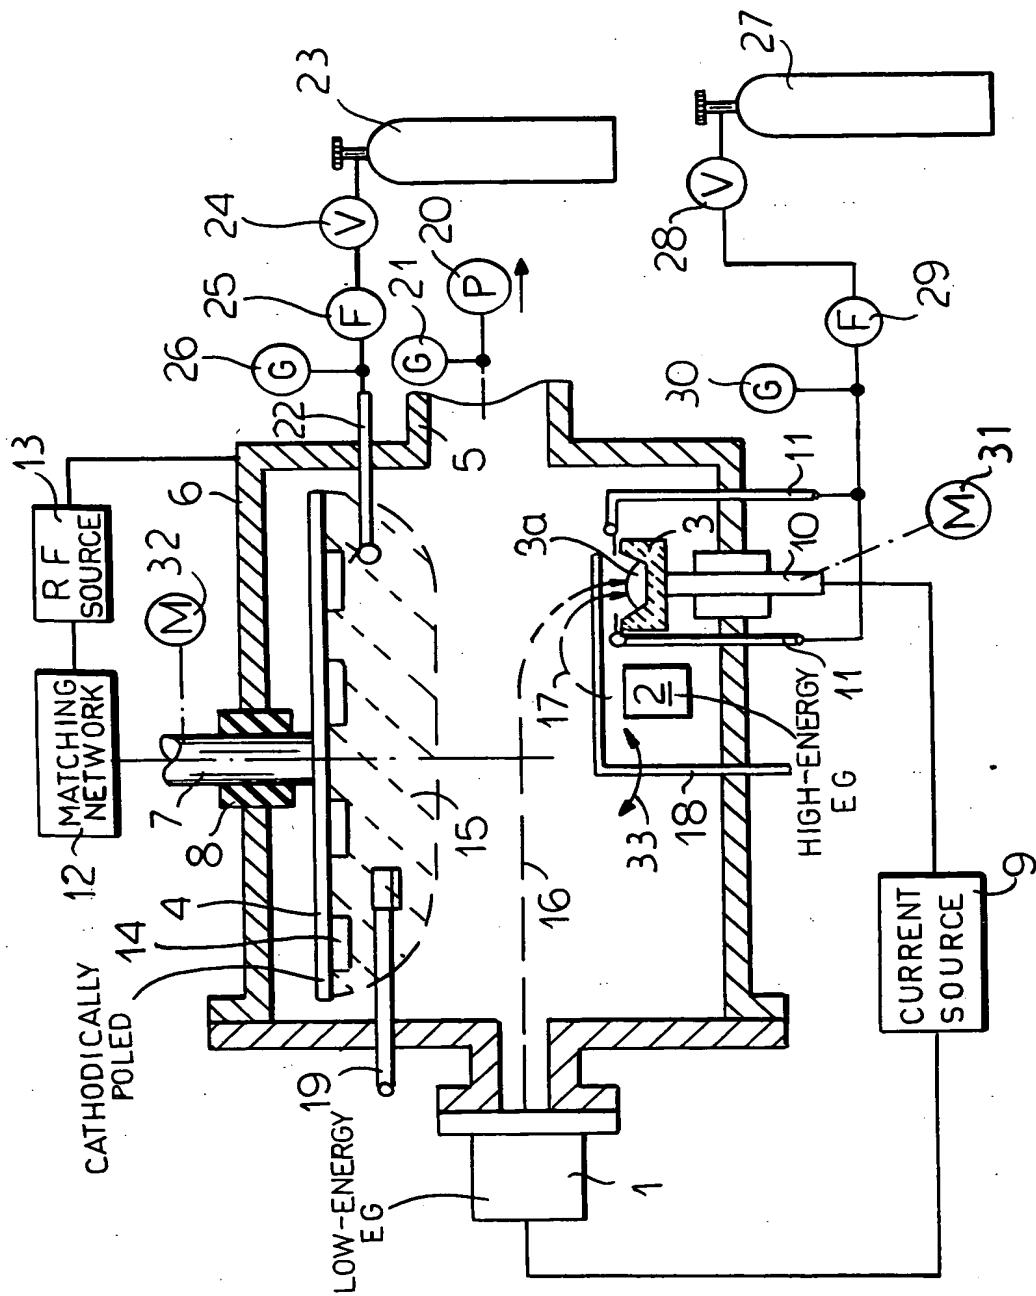 CATHODICALLY
POLED
14
4
12
MATCHING
NETWORK
7
8
R F
SOURCE
13
M
32
6
26
G
25
F
24
V
23
22
5
G
21
P
20
15
19
LOW-ENERGY
EG
1
16
17
3a
3
2
33
18
HIGH-ENERGY
EG
11
10
11
M
31
30
G
F
29
28
V
27
CURRENT
SOURCE
9